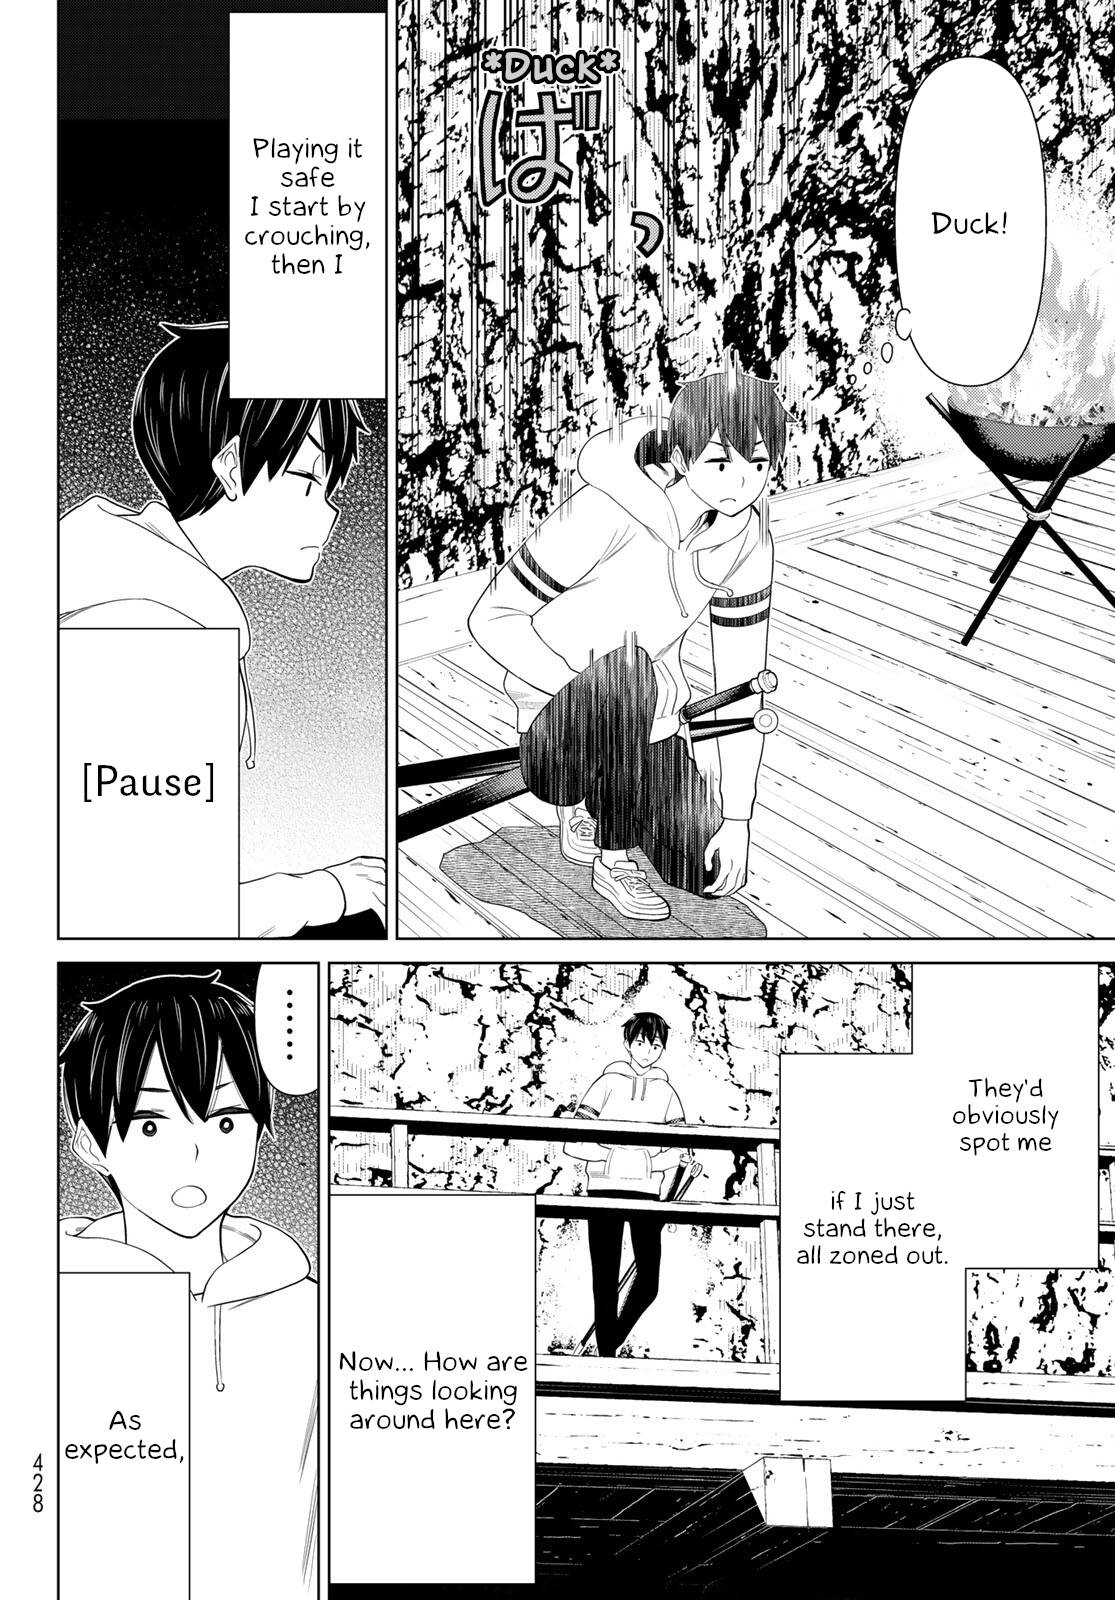 Duck!
*Duck*
ばっ
Playing it
safe
I start by
crouching,
then I
[Pause]
They'd
obviously
spot me
if I just
stand there,
all zoned out.
Now... How are
things looking
around here?
⋮
As
expected,
428